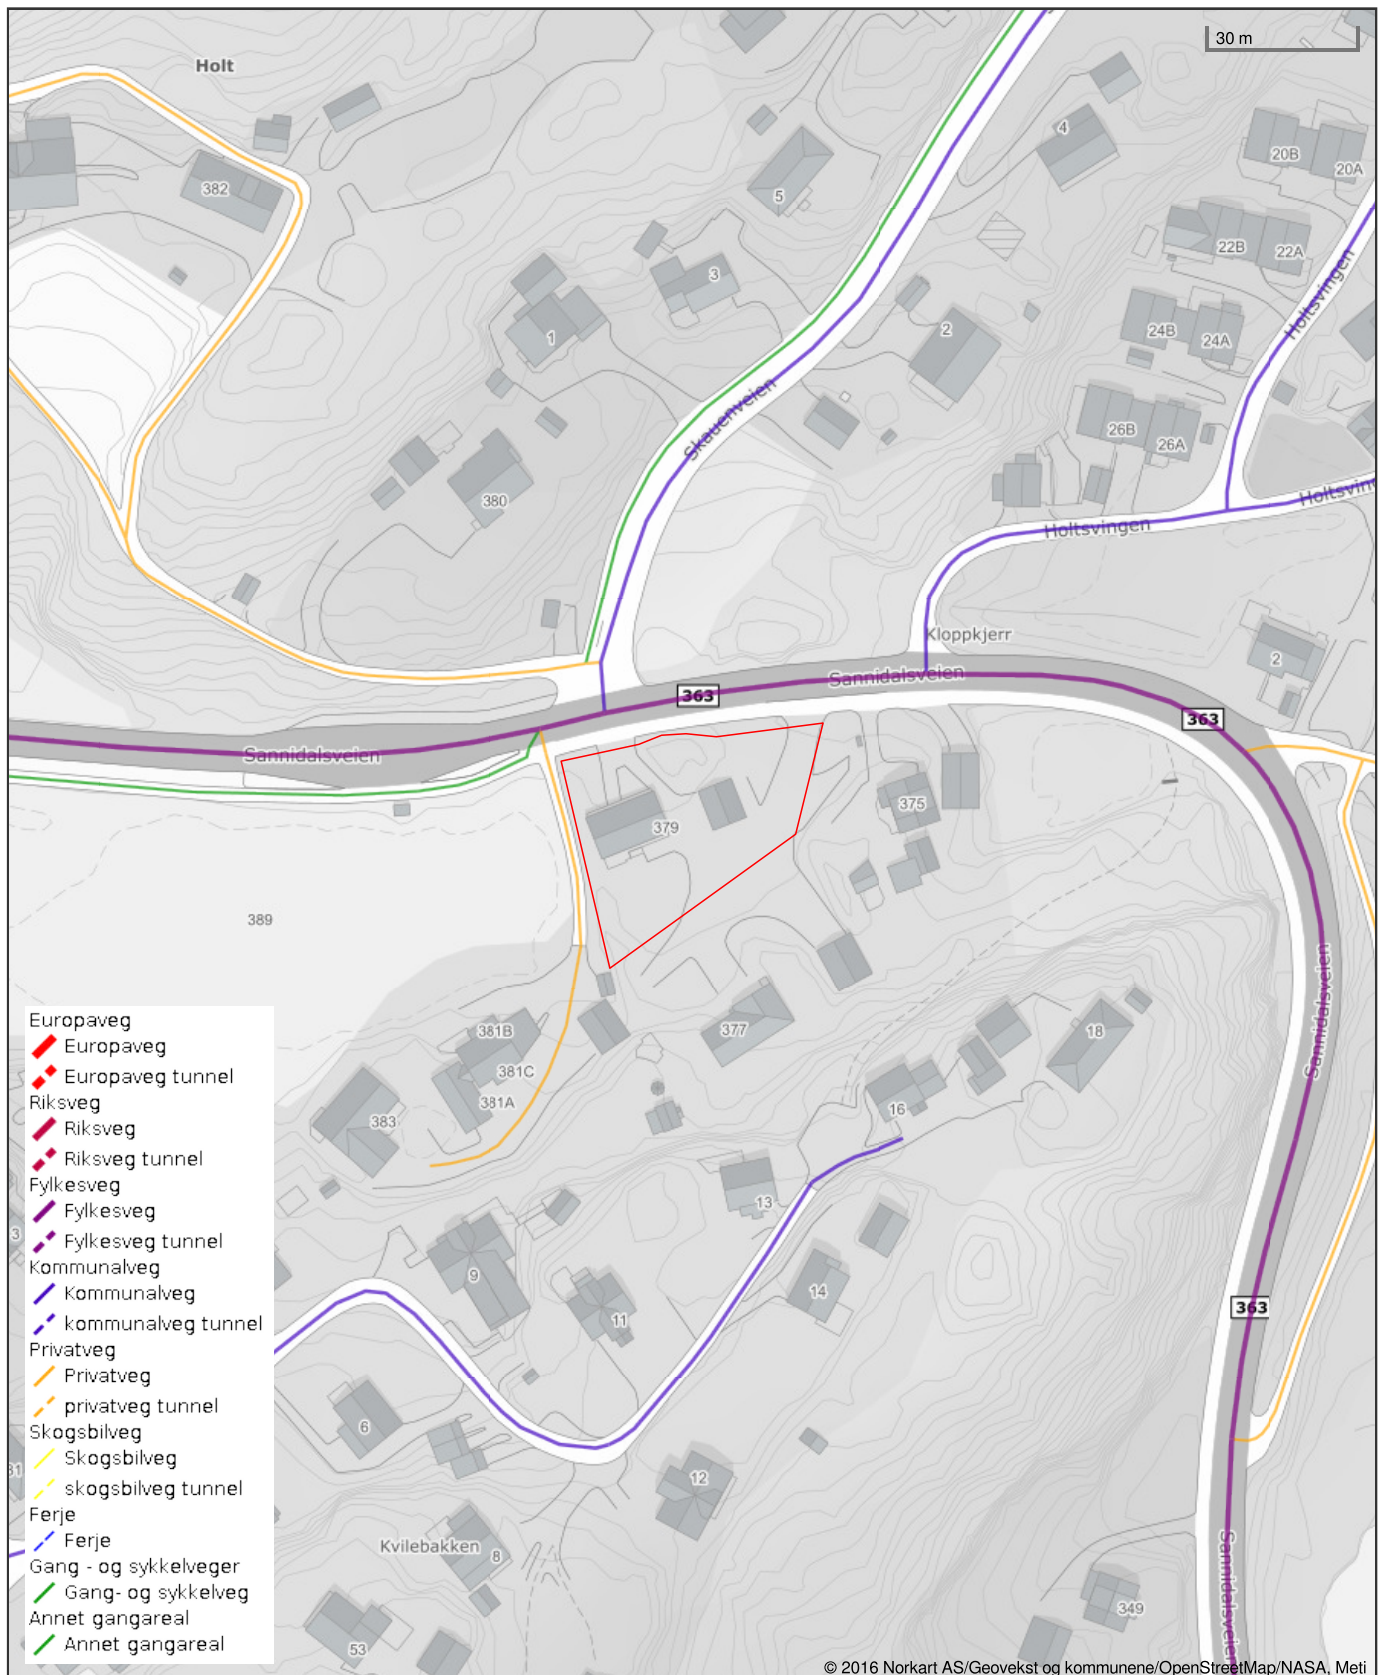 30 m
Holt
4
20B
20A
382
5
22B
22A
3
Holtsvingen
1
2
24B
24A
Skauenveien
26B
26A
380
Holtsvin
Holtsvingen
Kloppkjerr
2
Sannidalsveien
363
363
Sannidalsveien
375
379
389
Sannidalsveien
377
381B
18
381C
381A
16
383
13
3
9
14
363
11
6
12
Kvilebakken
8
Sannidalsveien
349
53
Europaveg
Europaveg
Europaveg tunnel
Riksveg
Riksveg
Riksveg tunnel
Fylkesveg
Fylkesveg
Fylkesveg tunnel
Kommunalveg
Kommunalveg
kommunalveg tunnel
Privatveg
Privatveg
privatveg tunnel
Skogsbilveg
Skogsbilveg
skogsbilveg tunnel
Ferje
Ferje
Gang - og sykkelveger
Gang- og sykkelveg
Annet gangareal
Annet gangareal
© 2016 Norkart AS/Geovekst og kommunene/OpenStreetMap/NASA, Meti